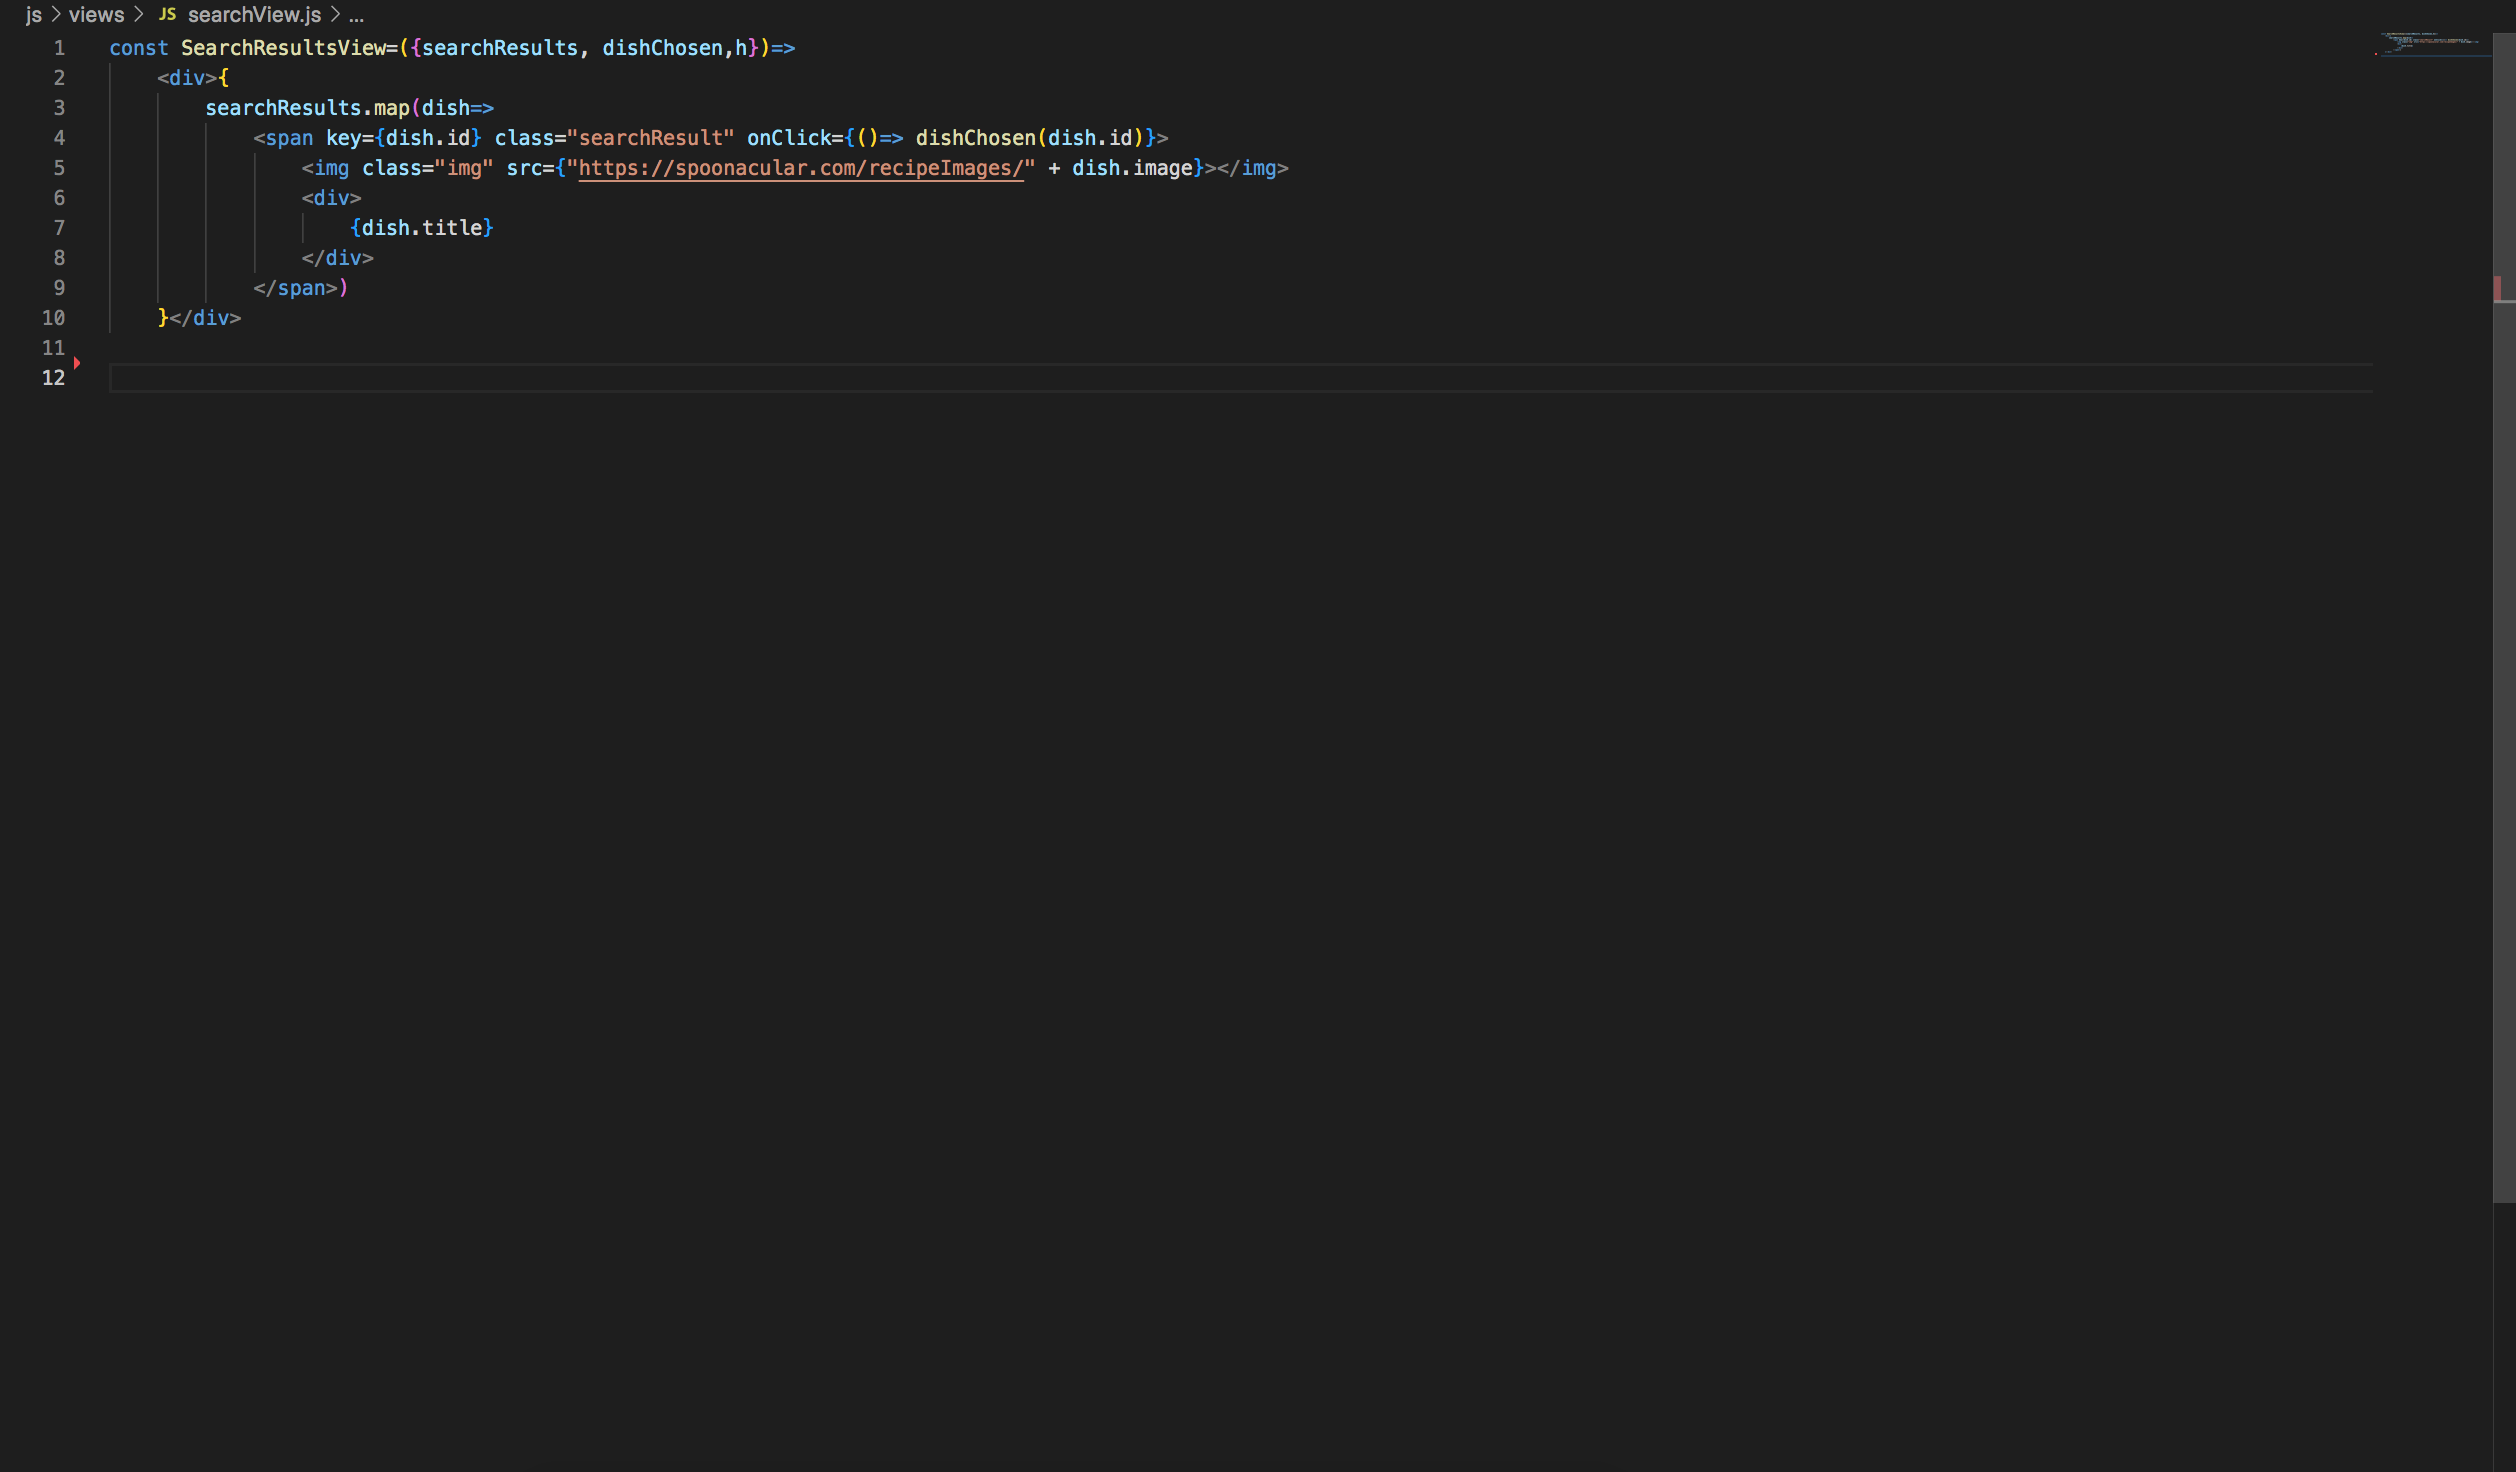 js > views > JS searchView.js > ...
1 const SearchResultsView=({searchResults, dishChosen,h})=>
2 <div>{
3 searchResults.map(dish=>
4 <span key={dish.id} class="searchResult" onClick={()=> dishChosen(dish.id)}>
5 <img class="img" src={"https://spoonacular.com/recipeImages/" + dish.image}></img>
6 <div>
7 {dish.title}
8 </div>
9 </span>)
10 }</div>
11
12